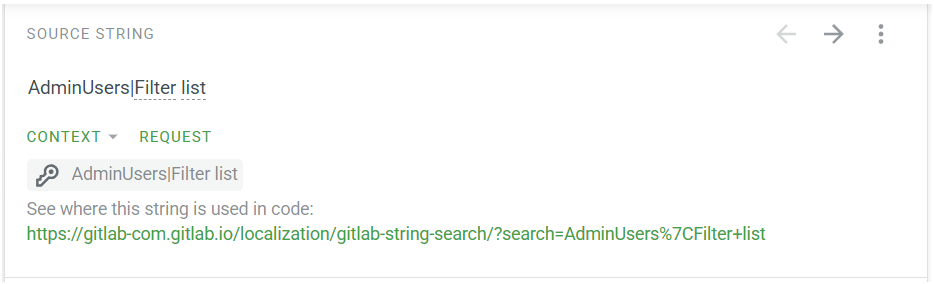 SOURCE STRING
AdminUsers|Filter list
CONTEXT REQUEST
AdminUsers|Filter list
See where this string is used in code:
https://gitlab-com.gitlab.io/localization/gitlab-string-search/?search=AdminUsers%7CFilter+list